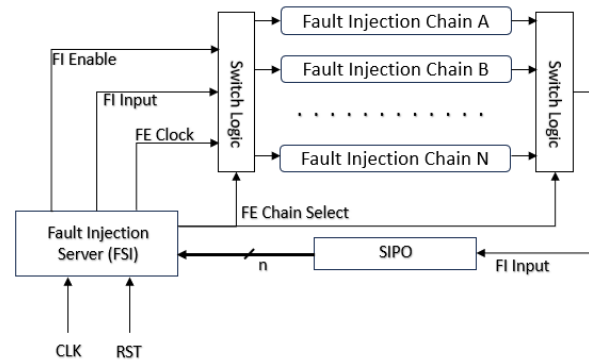 Fault Injection Chain A
FI Enable
Fault Injection Chain B
FI Input
Switch Logic
Switch Logic
. . . . . . . . . . . .
FE Clock
Fault Injection Chain N
FE Chain Select
Fault Injection
Server (FSI)
SIPO
n
FI Input
CLK
RST